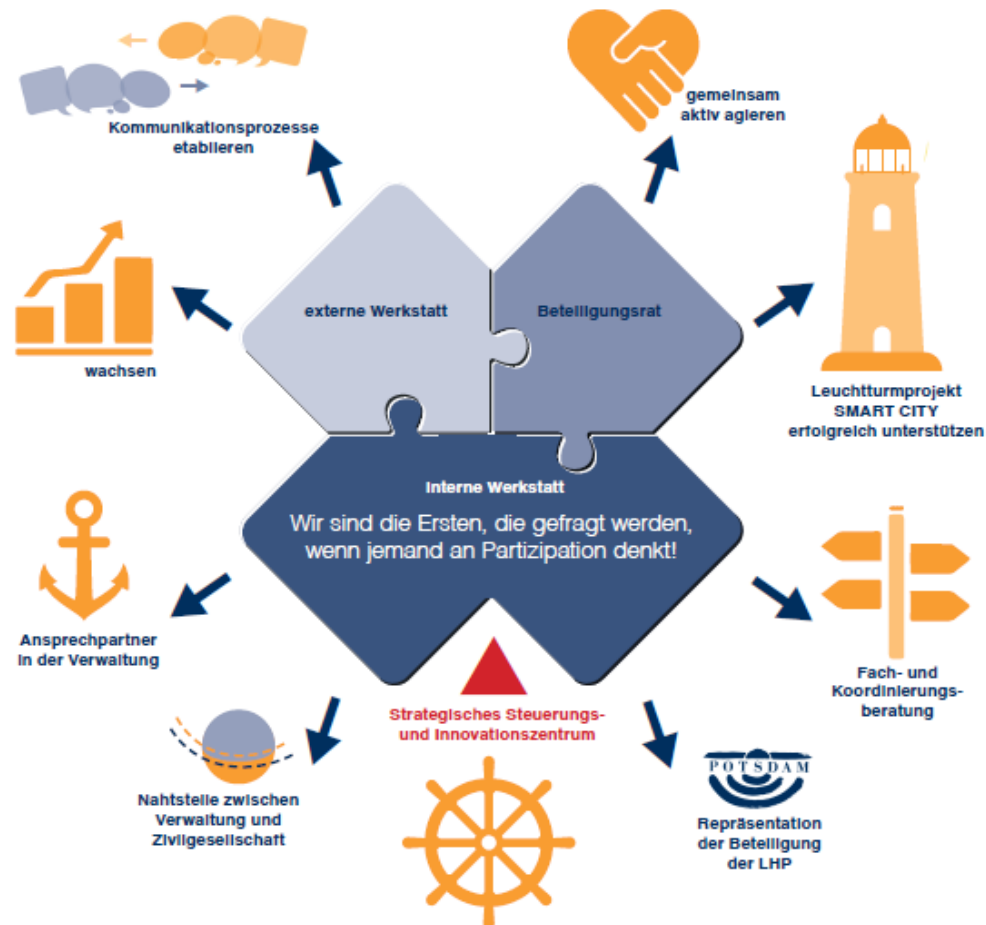 Kommunikationsprozesse
etablieren
gemeinsam
aktiv agieren
wachsen
externe Werkstatt
Beteiligungsrat
Leuchtturmprojekt
SMART CITY
erfolgreich unterstützen
Interne Werkstatt
Wir sind die Ersten, die gefragt werden,
wenn jemand an Partizipation denkt!
Ansprechpartner
in der Verwaltung
Fach- und
Koordinierungs-
beratung
Strategisches Steuerungs-
und Innovationszentrum
Nahtstelle zwischen
Verwaltung und
Zivilgesellschaft
POTSDAM
Repräsentation
der Beteiligung
der LHP